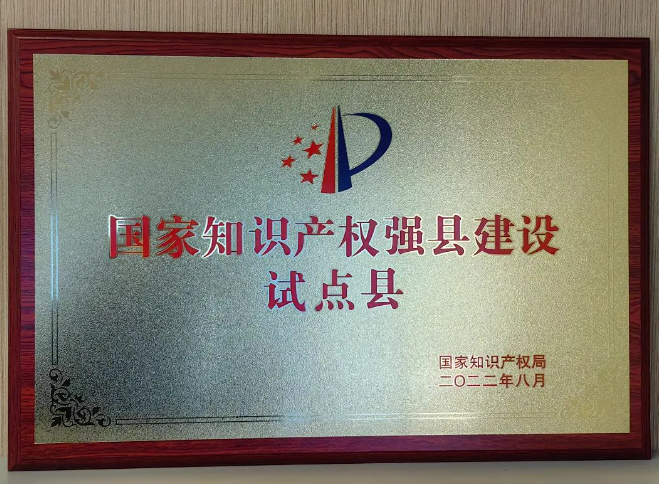 国家知识产权强县建设
试点县
国家知识产权局
二〇二二年八月